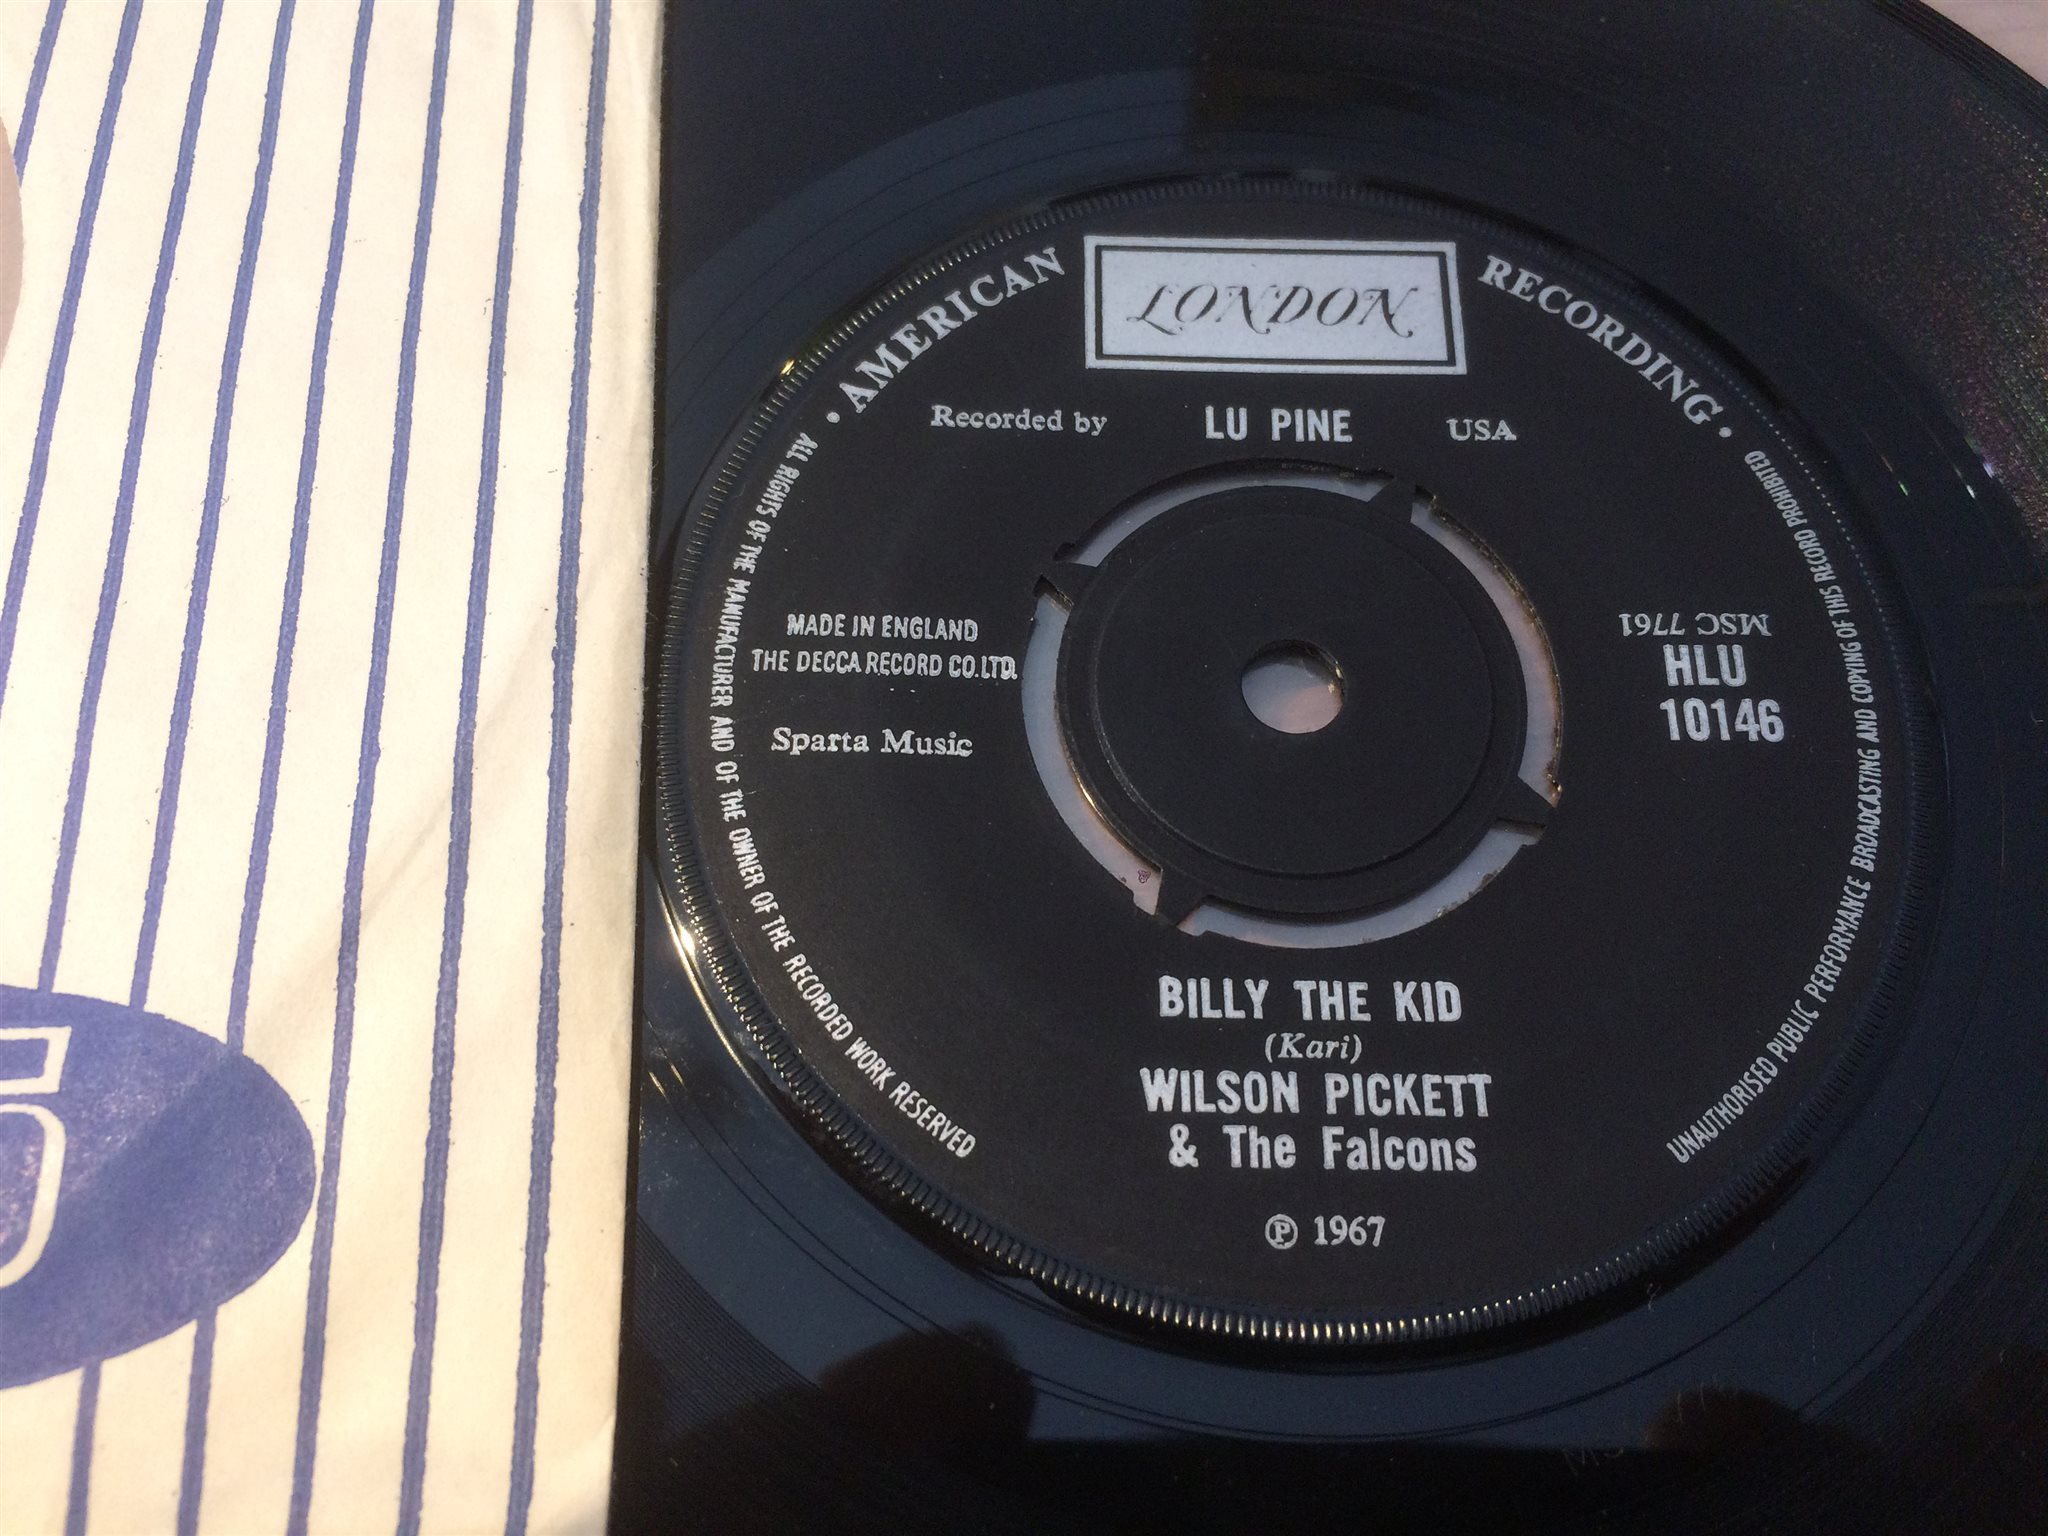 · AMERICAN RECORDING ·
LONDON
Recorded by LU PINE USA
MADE IN ENGLAND
THE DECCA RECORD CO. LTD.
Sparta Music
MSC 7761
HLU
10146
BILLY THE KID
(Kari)
WILSON PICKETT
& The Falcons
℗ 1967
ALL RIGHTS OF THE MANUFACTURER AND OF THE OWNER OF THE RECORDED WORK RESERVED
UNAUTHORISED PUBLIC PERFORMANCE BROADCASTING AND COPYING OF THIS RECORD PROHIBITED